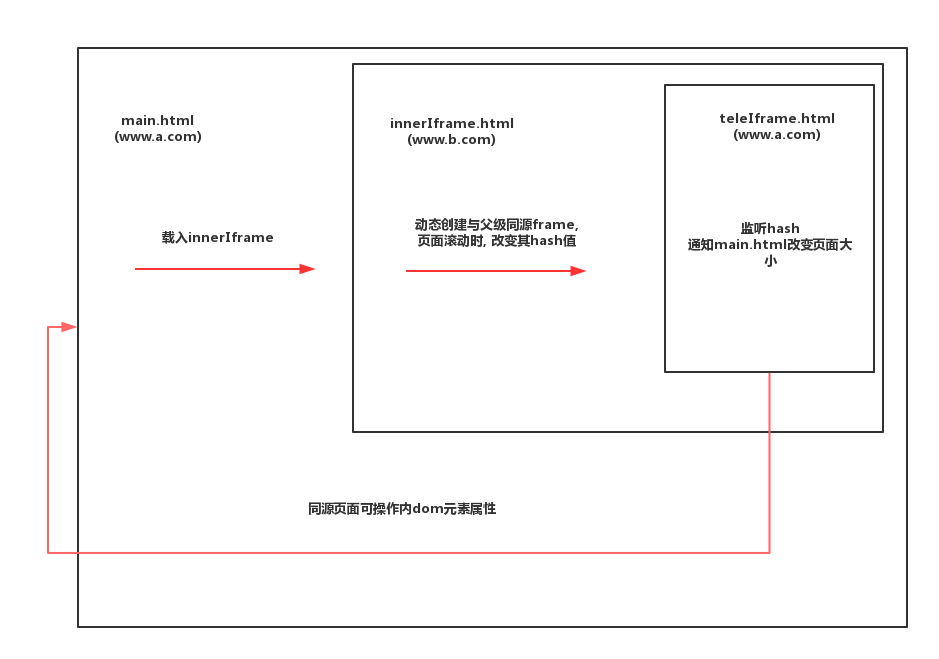 main.html
(www.a.com)
innerIframe.html
(www.b.com)
teleIframe.html
(www.a.com)
载入innerIframe
动态创建与父级同源frame,
页面滚动时, 改变其hash值
监听hash
通知main.html改变页面大
小
同源页面可操作内dom元素属性